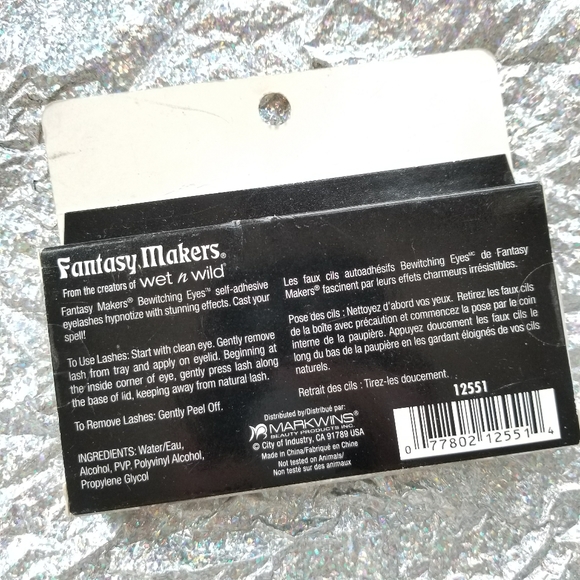 Fantasy Makers®
From the creators of wet n wild®
Fantasy Makers® Bewitching Eyes™ self-adhesive
eyelashes hypnotize with stunning effects. Cast your
spell!
To Use Lashes: Start with clean eye. Gently remove
lash from tray and apply on eyelid. Beginning at
the inside corner of eye, gently press lash along
the base of lid, keeping away from natural lash.
To Remove Lashes: Gently Peel Off.
INGREDIENTS: Water/Eau,
Alcohol, PVP, Polyvinyl Alcohol,
Propylene Glycol
Les faux cils autoadhésifs Bewitching Eyesᴹᶜ de Fantasy
Makers® fascinent par leurs effets charmeurs irrésistibles.
Pose des cils : Nettoyez d'abord vos yeux. Retirez les faux cils
de la boîte avec précaution et commencez la pose par le coin
interne de la paupière. Appuyez doucement les faux cils le
long du bas de la paupière en les gardant éloignés de vos cils
naturels.
Retrait des cils : Tirez-les doucement.
12551
Distributed by/Distribué par:
MARKWINS
BEAUTY PRODUCTS INC.
© City of Industry, CA 91789 USA
Made in China/Fabriqué en Chine
Not tested on Animals/
Non testé sur des animaux
0 77802 12551 4